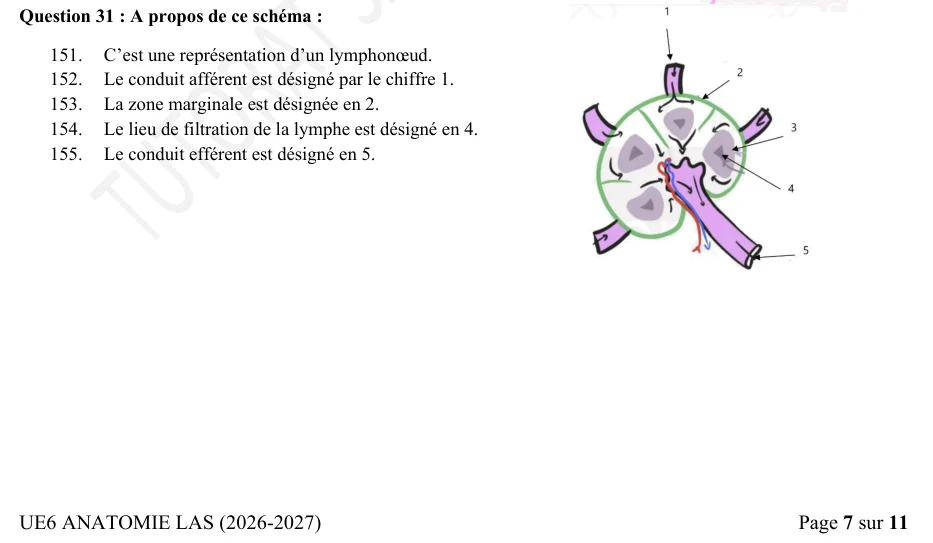 Question 31 : A propos de ce schéma :
1
151. C’est une représentation d’un lymphonœud.
152. Le conduit afférent est désigné par le chiffre 1.
2
153. La zone marginale est désignée en 2.
154. Le lieu de filtration de la lymphe est désigné en 4.
3
155. Le conduit efférent est désigné en 5.
4
5
UE6 ANATOMIE LAS (2026-2027)
Page 7 sur 11